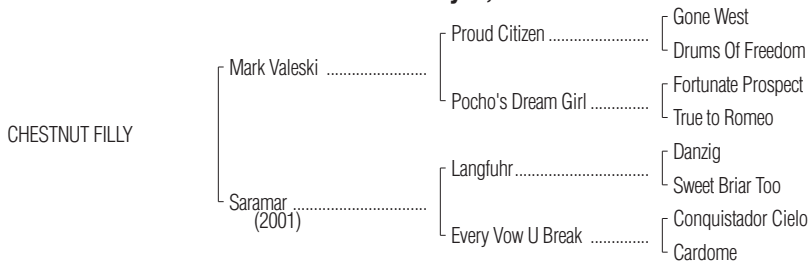 Gone West
Proud Citizen ........................
Drums Of Freedom
Mark Valeski ........................
Fortunate Prospect
Pocho's Dream Girl ..............
True to Romeo
CHESTNUT FILLY
Danzig
Langfuhr................................
Sweet Briar Too
Saramar ................................
(2001)
Conquistador Cielo
Every Vow U Break ..............
Cardome